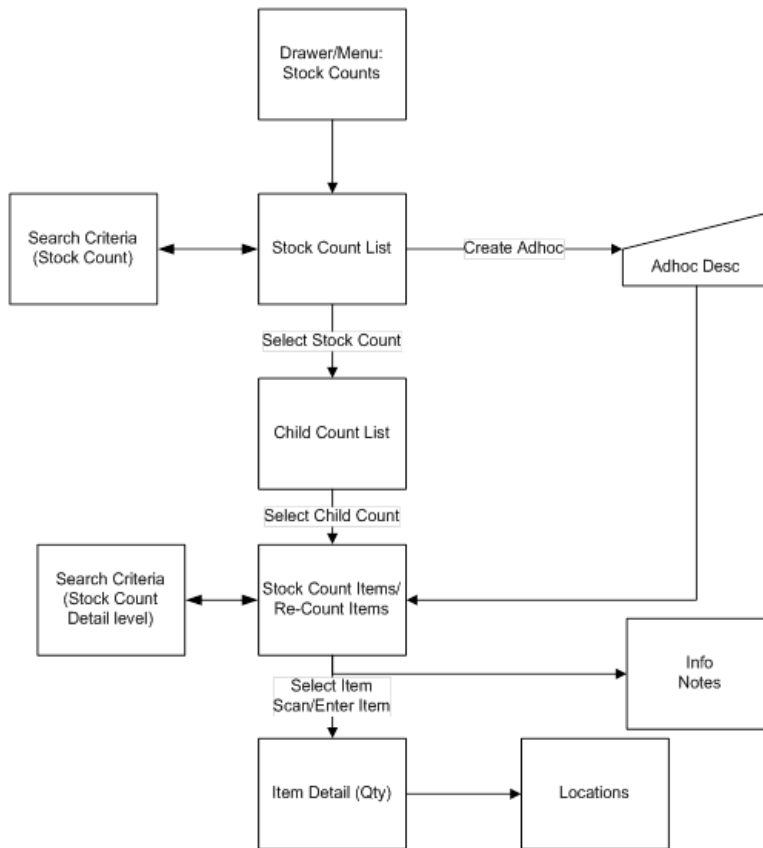 Drawer/Menu:
Stock Counts
Search Criteria
(Stock Count)
Stock Count List
Create Adhoc
Adhoc Desc
Select Stock Count
Child Count List
Select Child Count
Search Criteria
(Stock Count
Detail level)
Stock Count Items/
Re-Count Items
Info
Notes
Select Item
Scan/Enter Item
Item Detail (Qty)
Locations